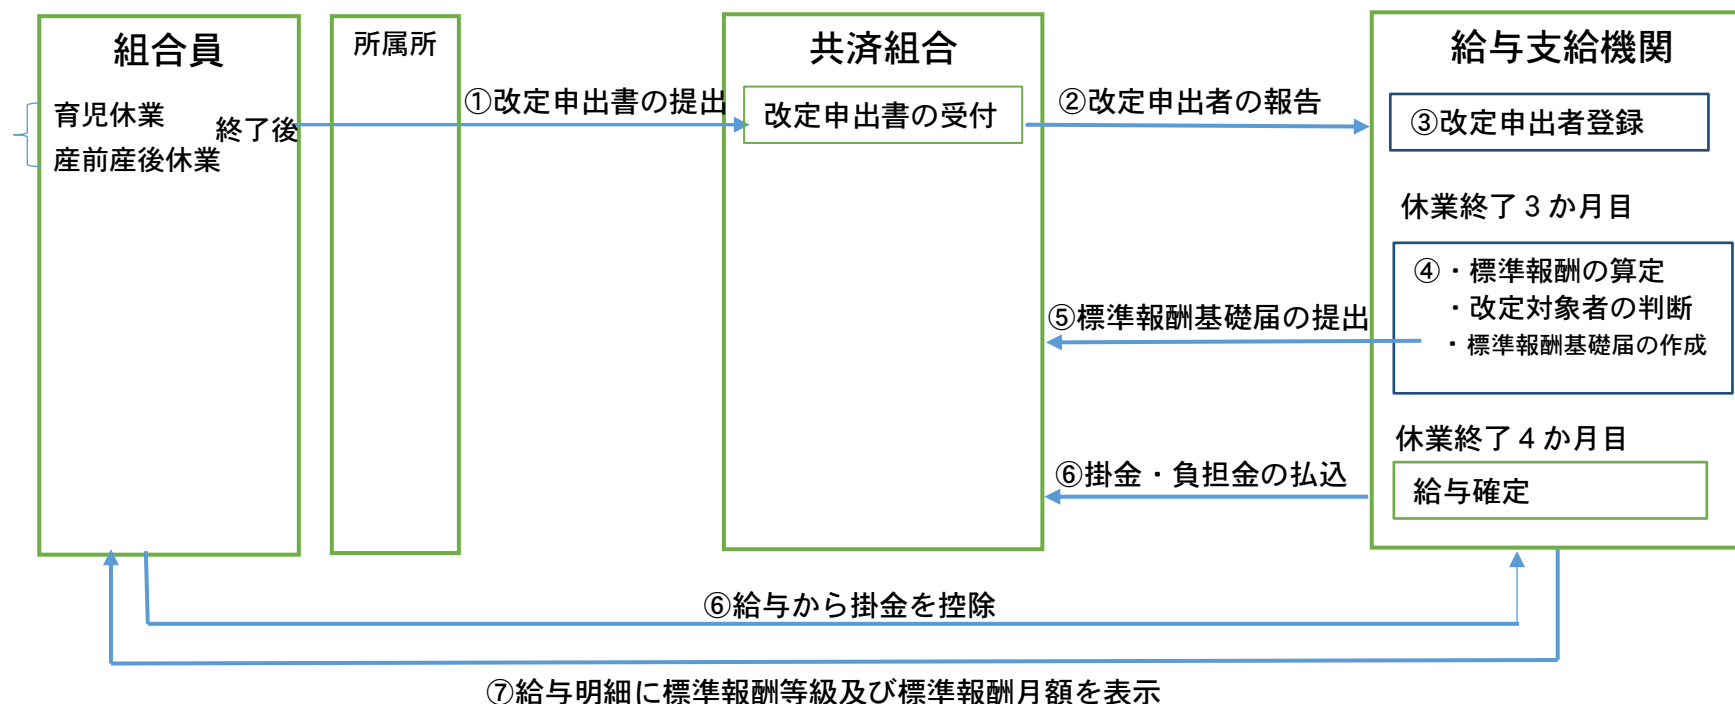 組合員
所属所
共済組合
給与支給機関
育児休業
産前産後休業
終了後
①改定申出書の提出
改定申出書の受付
②改定申出者の報告
③改定申出者登録
休業終了3か月目
④・標準報酬の算定
・改定対象者の判断
・標準報酬基礎届の作成
⑤標準報酬基礎届の提出
休業終了4か月目
給与確定
⑥掛金・負担金の払込
⑥給与から掛金を控除
⑦給与明細に標準報酬等級及び標準報酬月額を表示